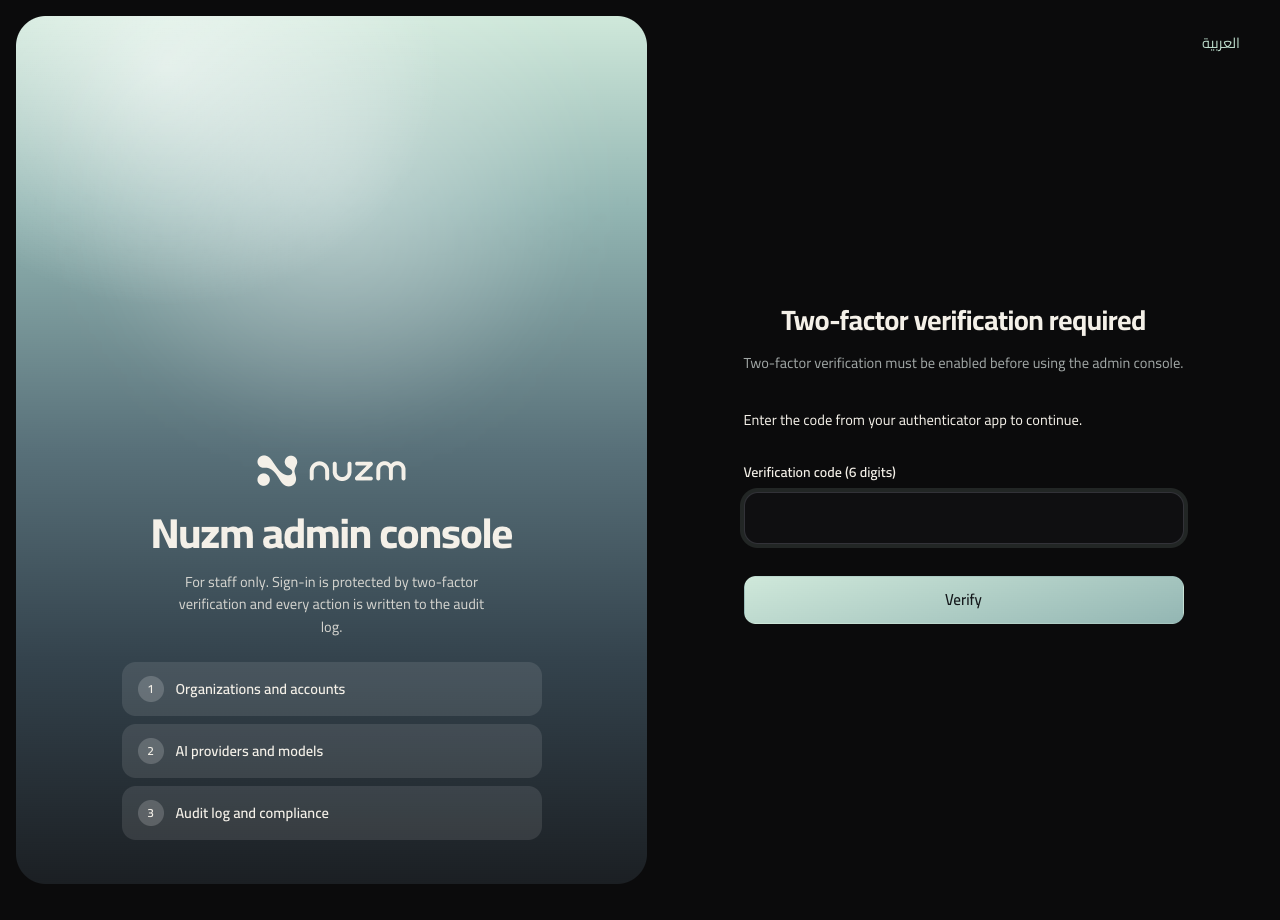 العربية
nuzm
Nuzm admin console
For staff only. Sign-in is protected by two-factor
verification and every action is written to the audit
log.
1 Organizations and accounts
2 AI providers and models
3 Audit log and compliance
Two-factor verification required
Two-factor verification must be enabled before using the admin console.
Enter the code from your authenticator app to continue.
Verification code (6 digits)
Verify